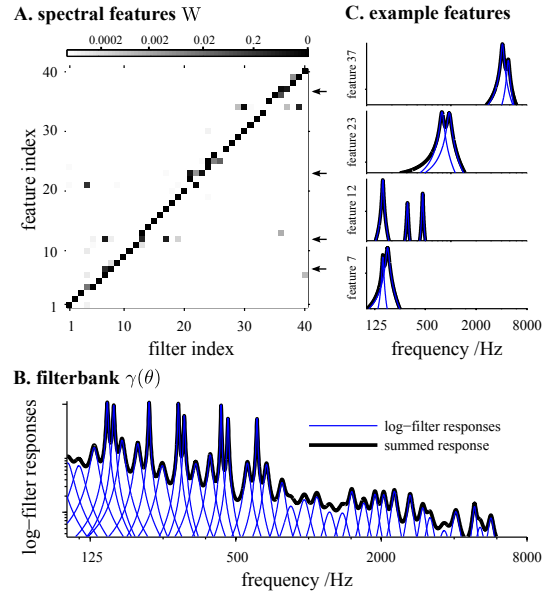 A. spectral features W
C. example features
0.0002 0.002 0.02 0.2 0
40
30
20
10
1
feature index
1 10 20 30 40
filter index
feature 37
feature 23
feature 12
feature 7
125 500 2000 8000
frequency /Hz
B. filterbank γ(θ)
log−filter responses
log−filter responses
summed response
125 500 2000 8000
frequency /Hz